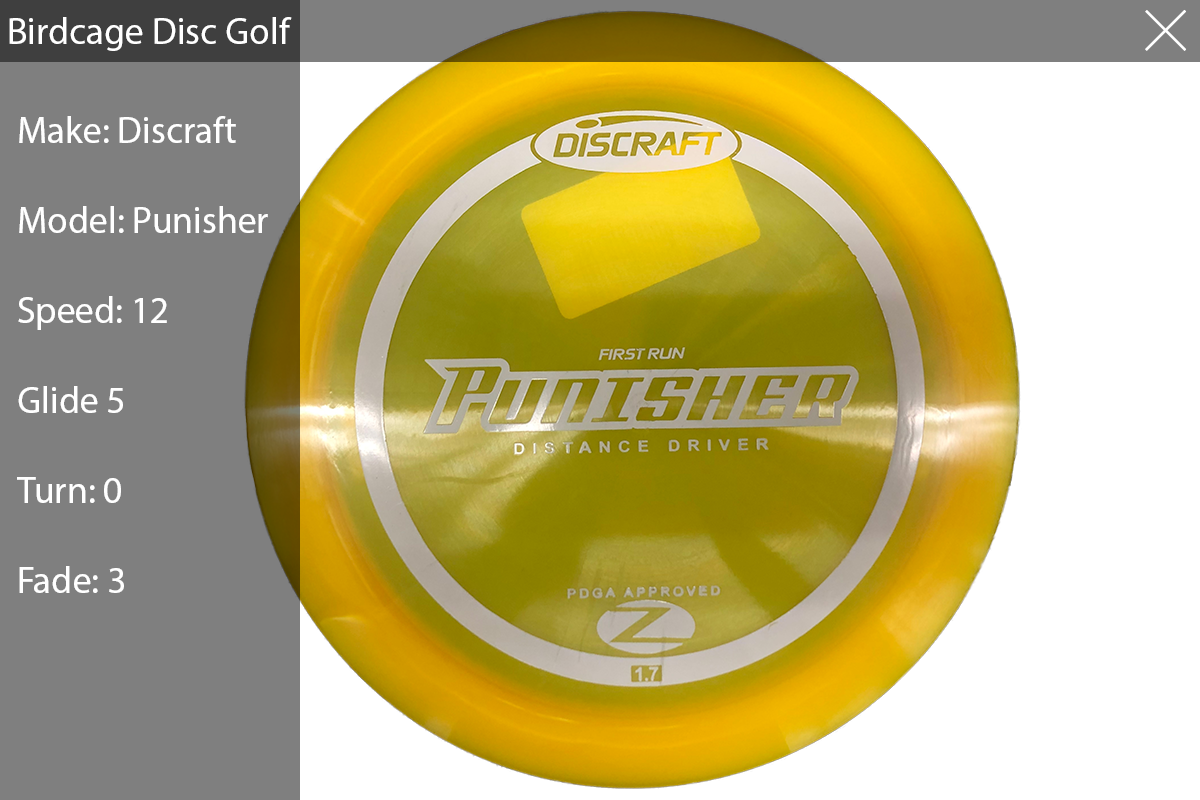 Birdcage Disc Golf
Make: Discraft
Model: Punisher
Speed: 12
Glide 5
Turn: 0
Fade: 3
DISCRAFT
FIRST RUN
PUNISHER
DISTANCE DRIVER
PDGA APPROVED
Z
1.7